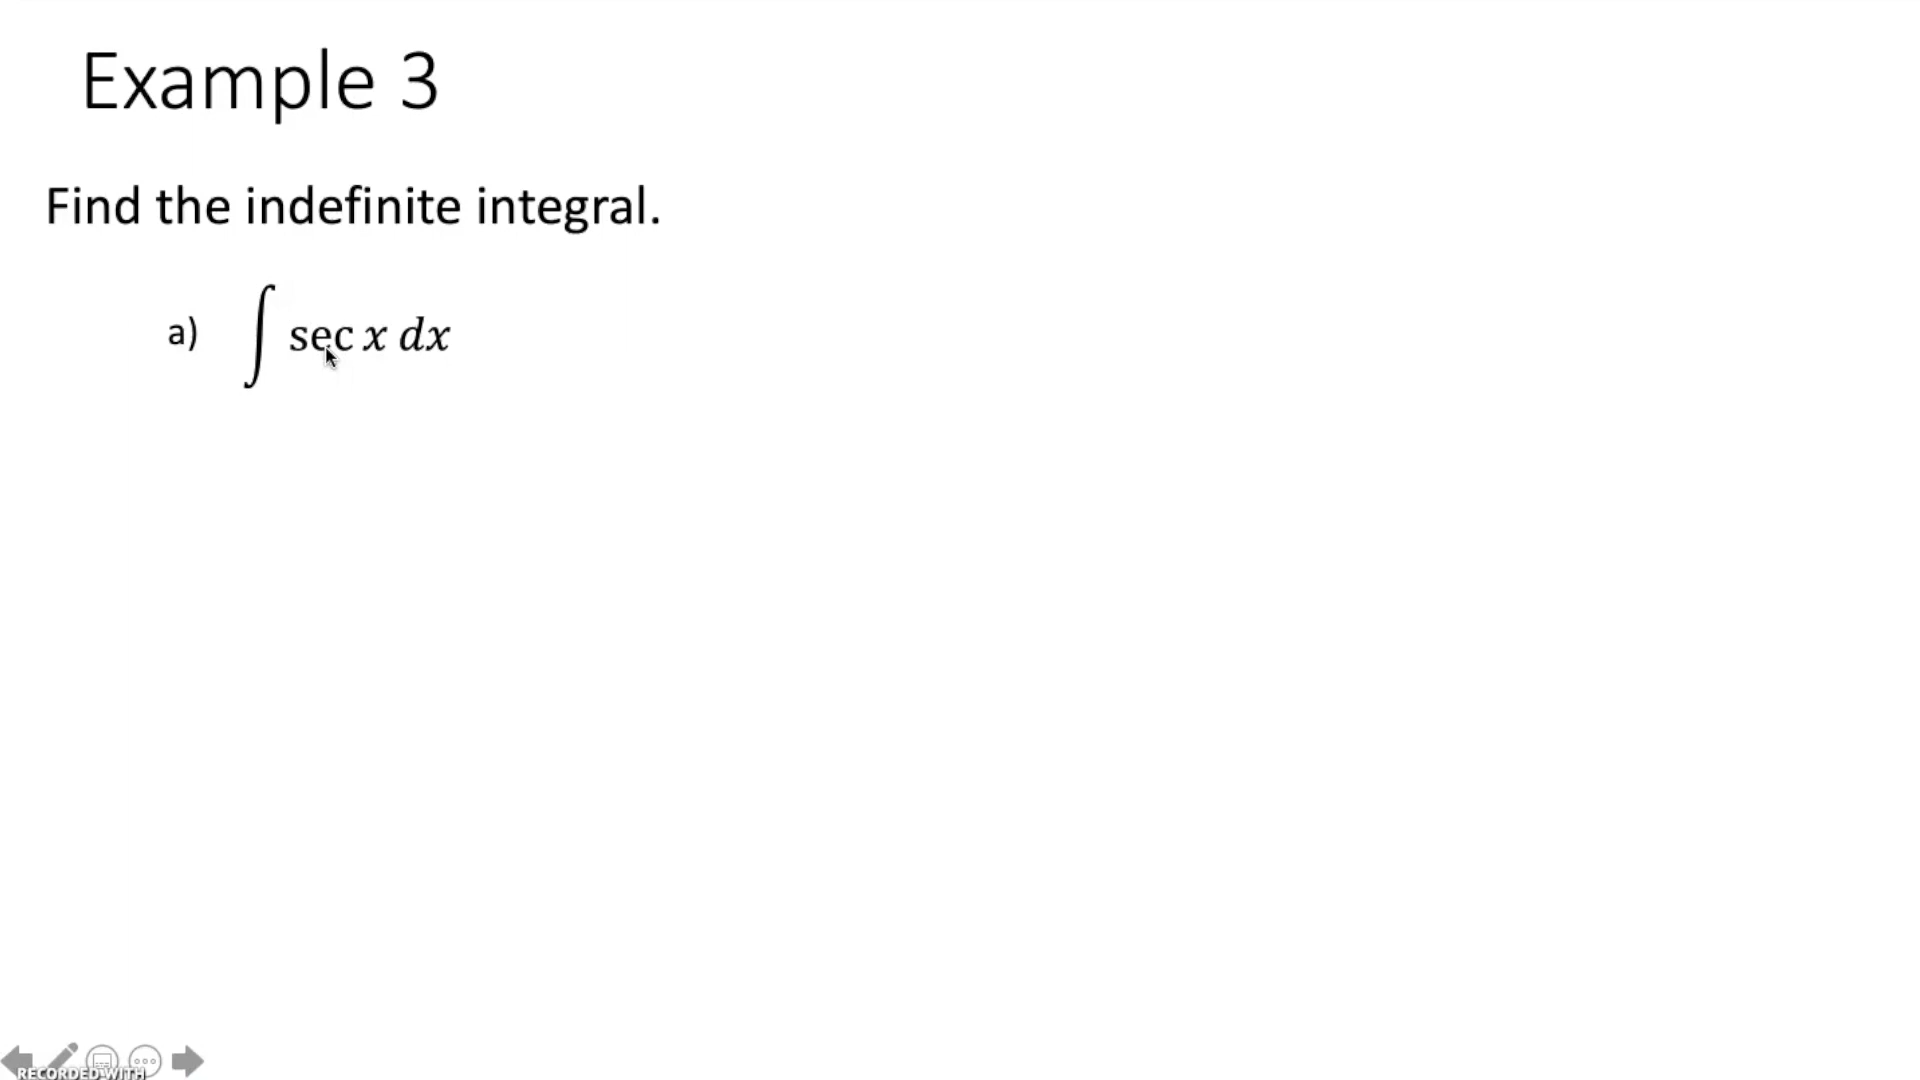 Example 3
Find the indefinite integral.
a) ∫ sec x dx
RECORDED WITH